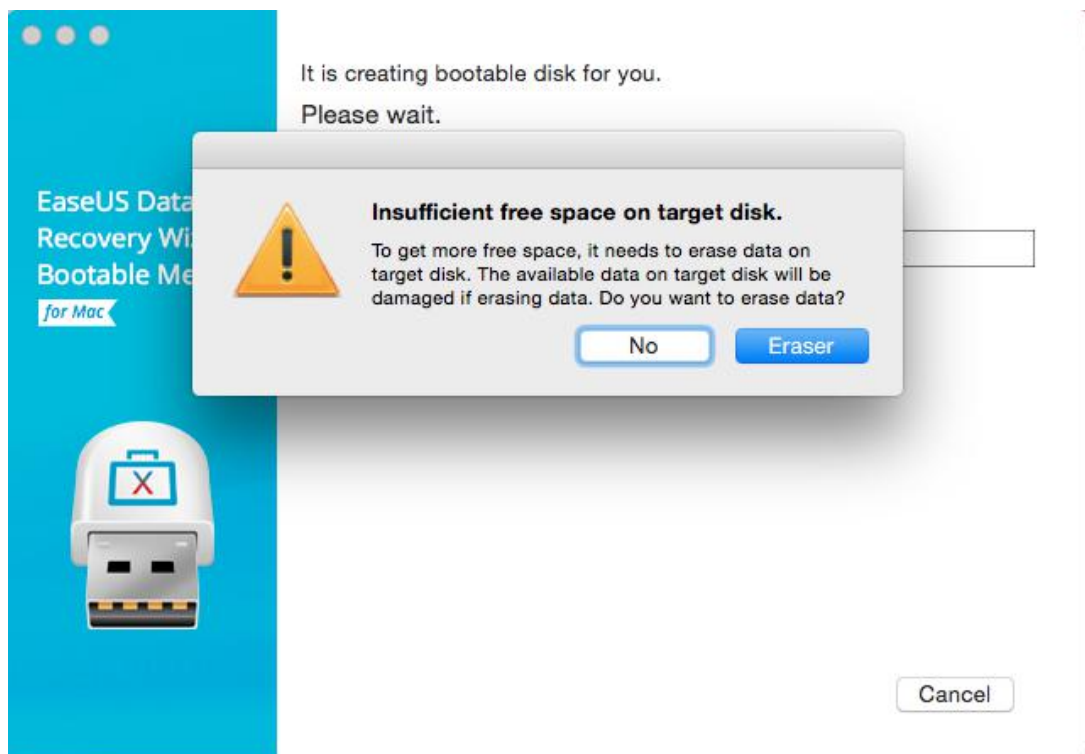 It is creating bootable disk for you.
Please wait.
EaseUS Data
Recovery Wi
Bootable Me
for Mac
Insufficient free space on target disk.
To get more free space, it needs to erase data on
target disk. The available data on target disk will be
damaged if erasing data. Do you want to erase data?
No Eraser
X
Cancel